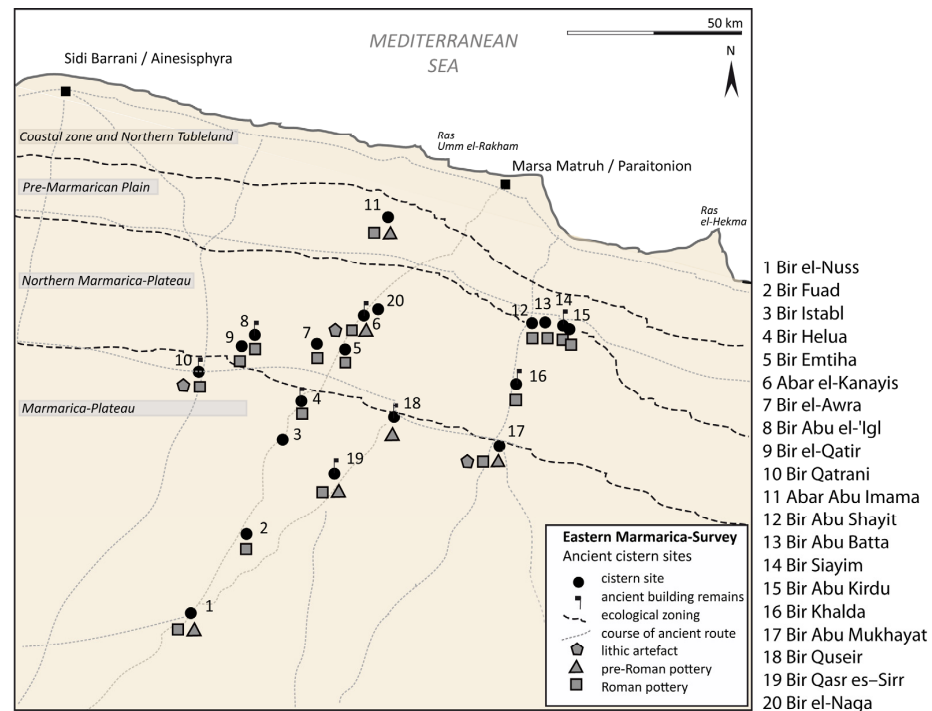 50 km
N
MEDITERRANEAN
SEA
Sidi Barrani / Ainesisphyra
Coastal zone and Northern Tableland
Ras
Umm el-Rakham
Marsa Matruh / Paraitonion
Pre-Marmarican Plain
Ras
el-Hekma
11
Northern Marmarica-Plateau
20
8
6
12 13 14
15
9
7
5
10
16
4
Marmarica-Plateau
18
3
17
19
2
1
Eastern Marmarica-Survey
Ancient cistern sites
cistern site
ancient building remains
ecological zoning
course of ancient route
lithic artefact
pre-Roman pottery
Roman pottery
1 Bir el-Nuss
2 Bir Fuad
3 Bir Istabl
4 Bir Helua
5 Bir Emtiha
6 Abar el-Kanayis
7 Bir el-Awra
8 Bir Abu el-'Igl
9 Bir el-Qatir
10 Bir Qatrani
11 Abar Abu Imama
12 Bir Abu Shayit
13 Bir Abu Batta
14 Bir Siayim
15 Bir Abu Kirdu
16 Bir Khalda
17 Bir Abu Mukhayat
18 Bir Quseir
19 Bir Qasr es–Sirr
20 Bir el-Naga